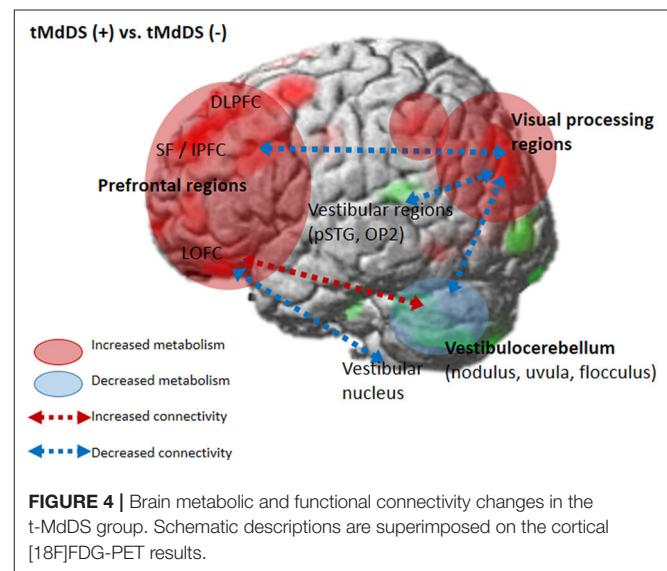 tMdDS (+) vs. tMdDS (-)
DLPFC
SF / IPFC
Prefrontal regions
LOFC
Visual processing
regions
Vestibular regions
(pSTG, OP2)
Vestibulocerebellum
(nodulus, uvula, flocculus)
Vestibular
nucleus
Increased metabolism
Decreased metabolism
Increased connectivity
Decreased connectivity
FIGURE 4 | Brain metabolic and functional connectivity changes in the
t-MdDS group. Schematic descriptions are superimposed on the cortical
[18F]FDG-PET results.